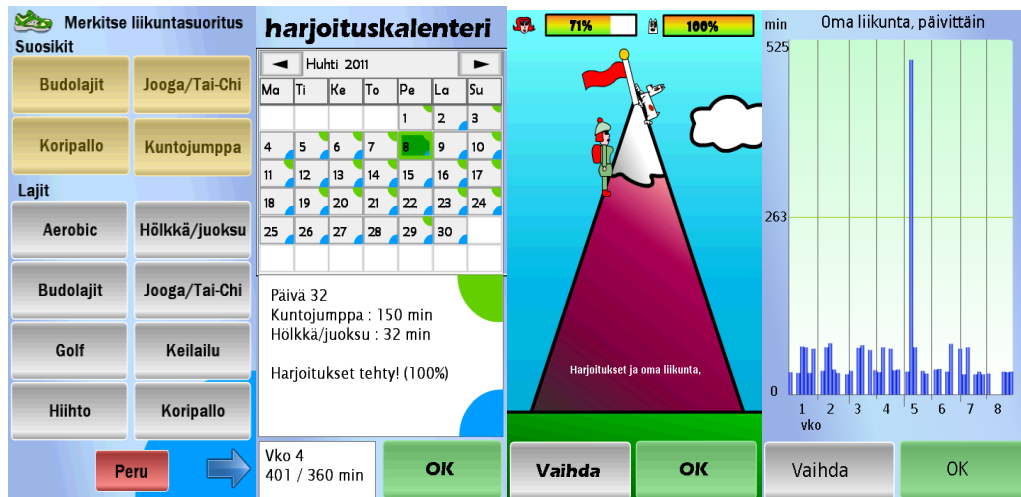 Merkitse liikuntasuoritus
Suosikit
Budolajit Jooga/Tai-Chi
Koripallo Kuntojumppa
Lajit
Aerobic Hölkkä/juoksu
Budolajit Jooga/Tai-Chi
Golf Keilailu
Hiihto Koripallo
Peru
harjoituskalenteri
Huhti 2011
Ma Ti Ke To Pe La Su
1 2 3
4 5 6 7 8 9 10
11 12 13 14 15 16 17
18 19 20 21 22 23 24
25 26 27 28 29 30
Päivä 32
Kuntojumppa : 150 min
Hölkkä/juoksu : 32 min
Harjoitukset tehty! (100%)
Vko 4
401 / 360 min
OK
71% 100%
Harjoitukset ja oma liikunta,
Vaihda OK
min Oma liikunta, päivittäin
525
263
0
1 2 3 4 5 6 7 8
vko
Vaihda OK